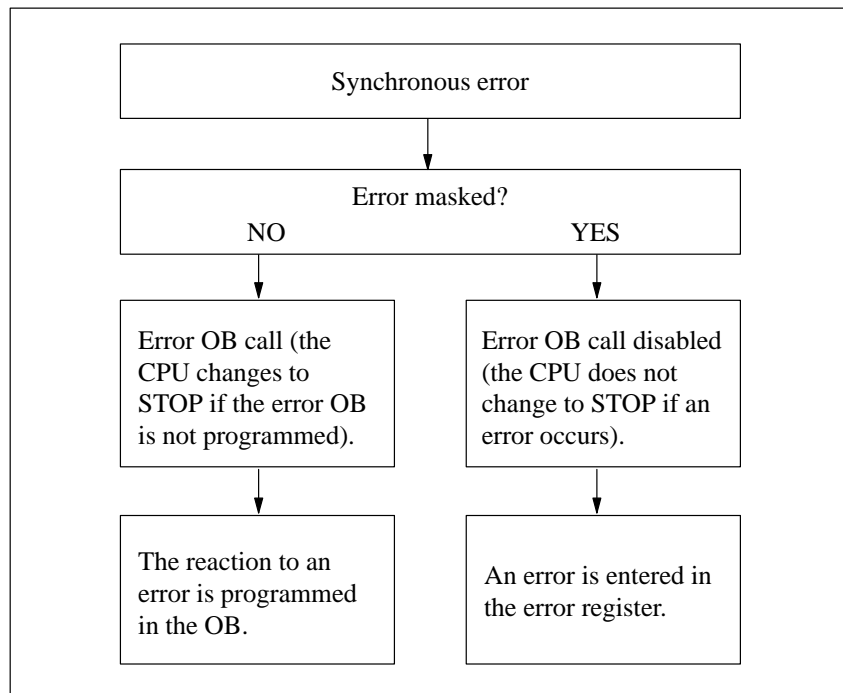 Synchronous error
Error masked?
NO YES
Error OB call (the
CPU changes to
STOP if the error OB
is not programmed).
Error OB call disabled
(the CPU does not
change to STOP if an
error occurs).
The reaction to an
error is programmed
in the OB.
An error is entered in
the error register.